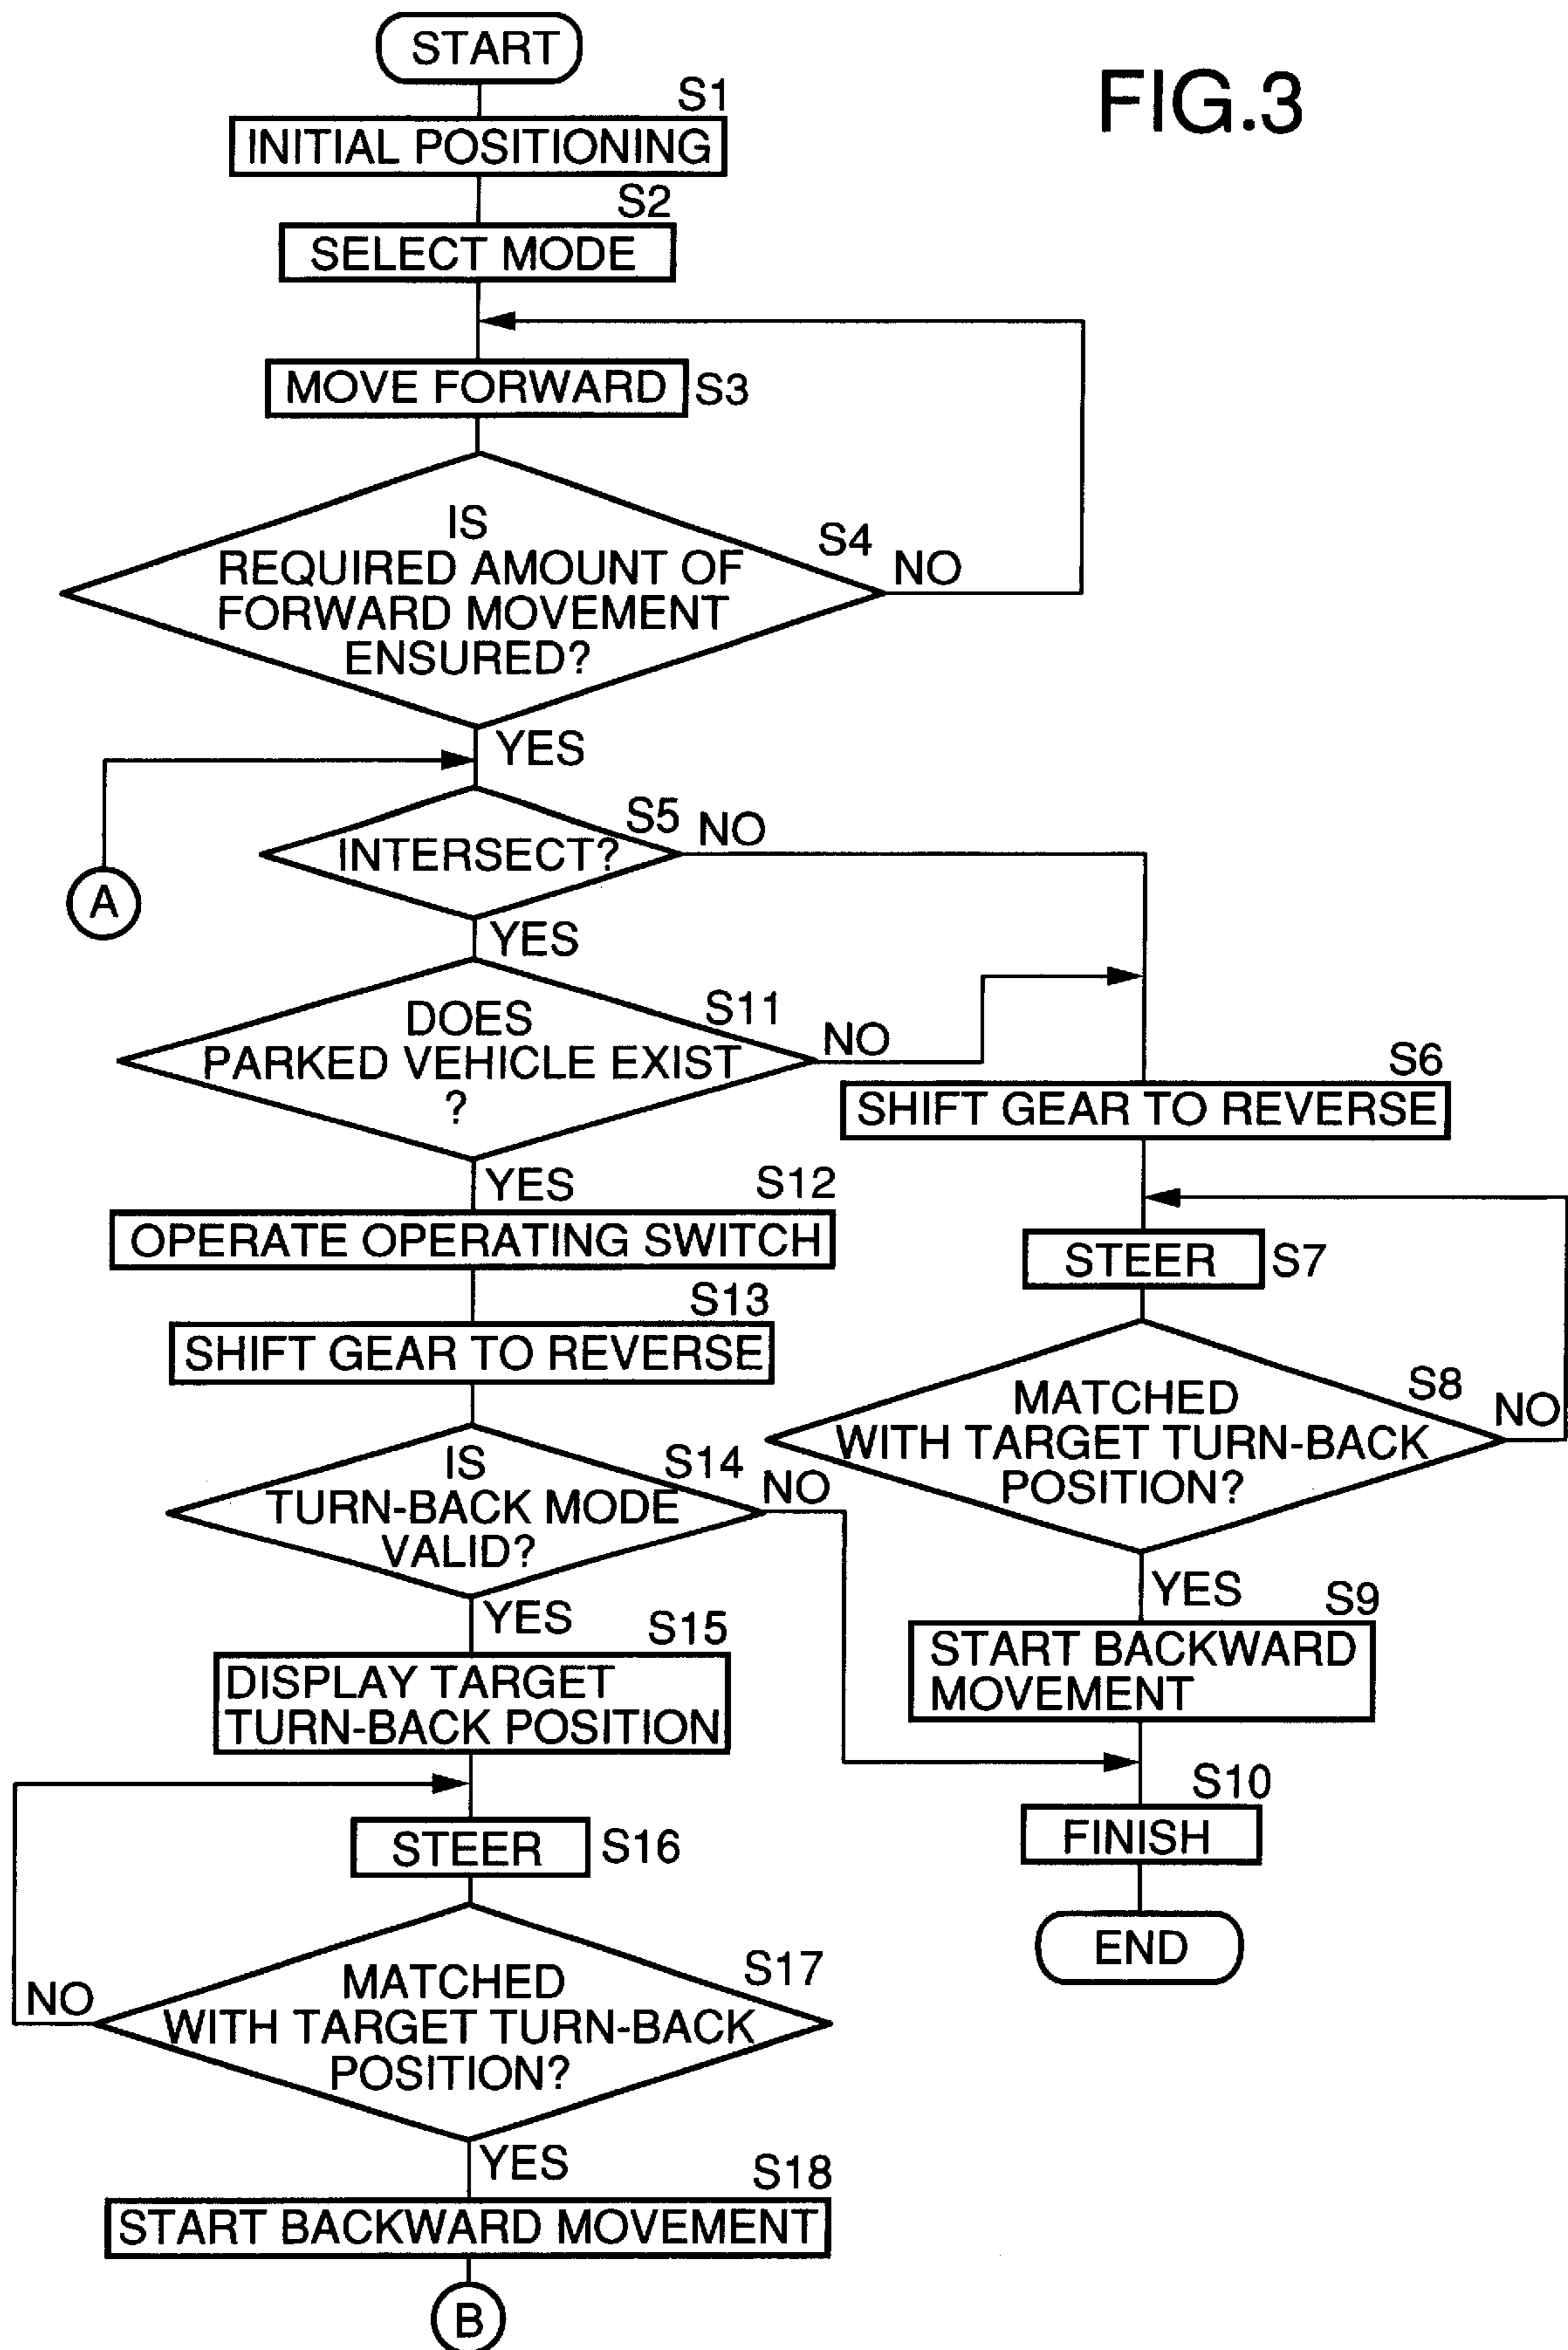 START
FIG.3
S1
INITIAL POSITIONING
S2
SELECT MODE
MOVE FORWARD
S3
IS
REQUIRED AMOUNT OF
FORWARD MOVEMENT
ENSURED?
S4
NO
YES
A
INTERSECT?
S5
NO
YES
DOES
PARKED VEHICLE EXIST
?
S11
NO
YES
S12
OPERATE OPERATING SWITCH
S13
SHIFT GEAR TO REVERSE
IS
TURN-BACK MODE
VALID?
S14
NO
YES
S15
DISPLAY TARGET
TURN-BACK POSITION
STEER
S16
MATCHED
WITH TARGET TURN-BACK
POSITION?
S17
NO
YES
S18
START BACKWARD MOVEMENT
B
S6
SHIFT GEAR TO REVERSE
STEER
S7
MATCHED
WITH TARGET TURN-BACK
POSITION?
S8
NO
YES
S9
START BACKWARD
MOVEMENT
S10
FINISH
END